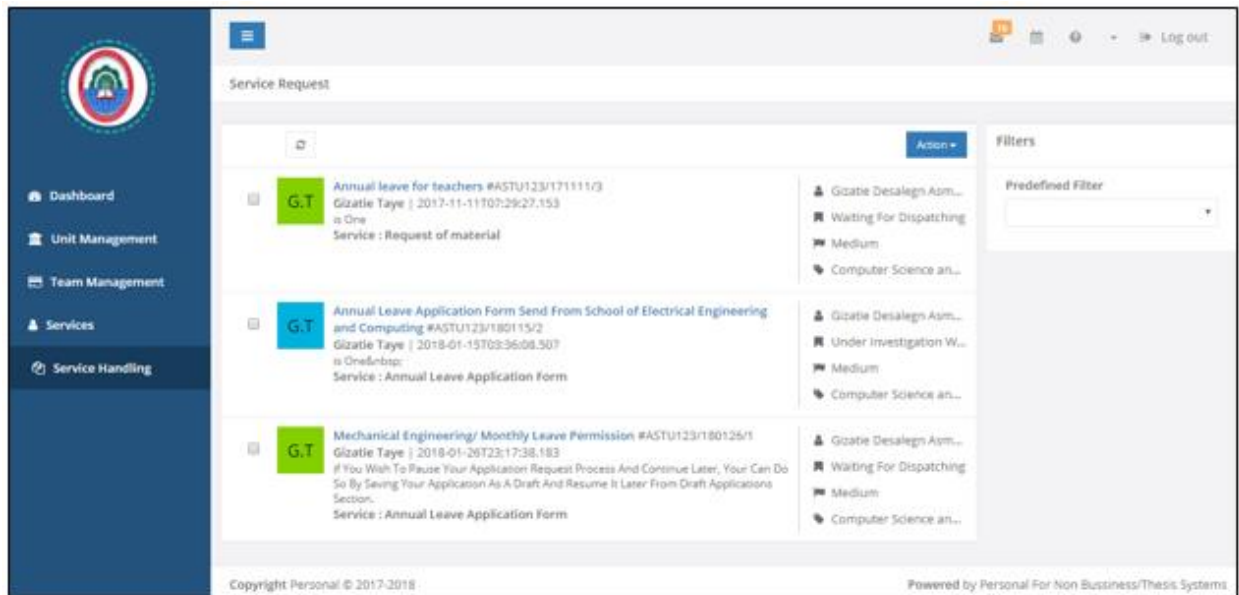 Log out
Service Request
Action
Filters
Dashboard
Unit Management
Team Management
Services
Service Handling
G.T
Annual leave for teachers #ASTU123/171111/3
Gizatie Taye | 2017-11-11T07:29:27.153
is One
Service : Request of material
Gizatie Desalegn Asm...
Waiting For Dispatching
Medium
Computer Science an...
Predefined Filter
G.T
Annual Leave Application Form Send From School of Electrical Engineering
and Computing #ASTU123/180115/2
Gizatie Taye | 2018-01-15T03:36:08.507
is One&nbsp;
Service : Annual Leave Application Form
Gizatie Desalegn Asm...
Under Investigation W...
Medium
Computer Science an...
G.T
Mechanical Engineering/ Monthly Leave Permission #ASTU123/180126/1
Gizatie Taye | 2018-01-26T23:17:38.183
If You Wish To Pause Your Application Request Process And Continue Later, Your Can Do
So By Saving Your Application As A Draft And Resume It Later From Draft Applications
Section.
Service : Annual Leave Application Form
Gizatie Desalegn Asm...
Waiting For Dispatching
Medium
Computer Science an...
Copyright Personal © 2017-2018
Powered by Personal For Non Bussiness/Thesis Systems